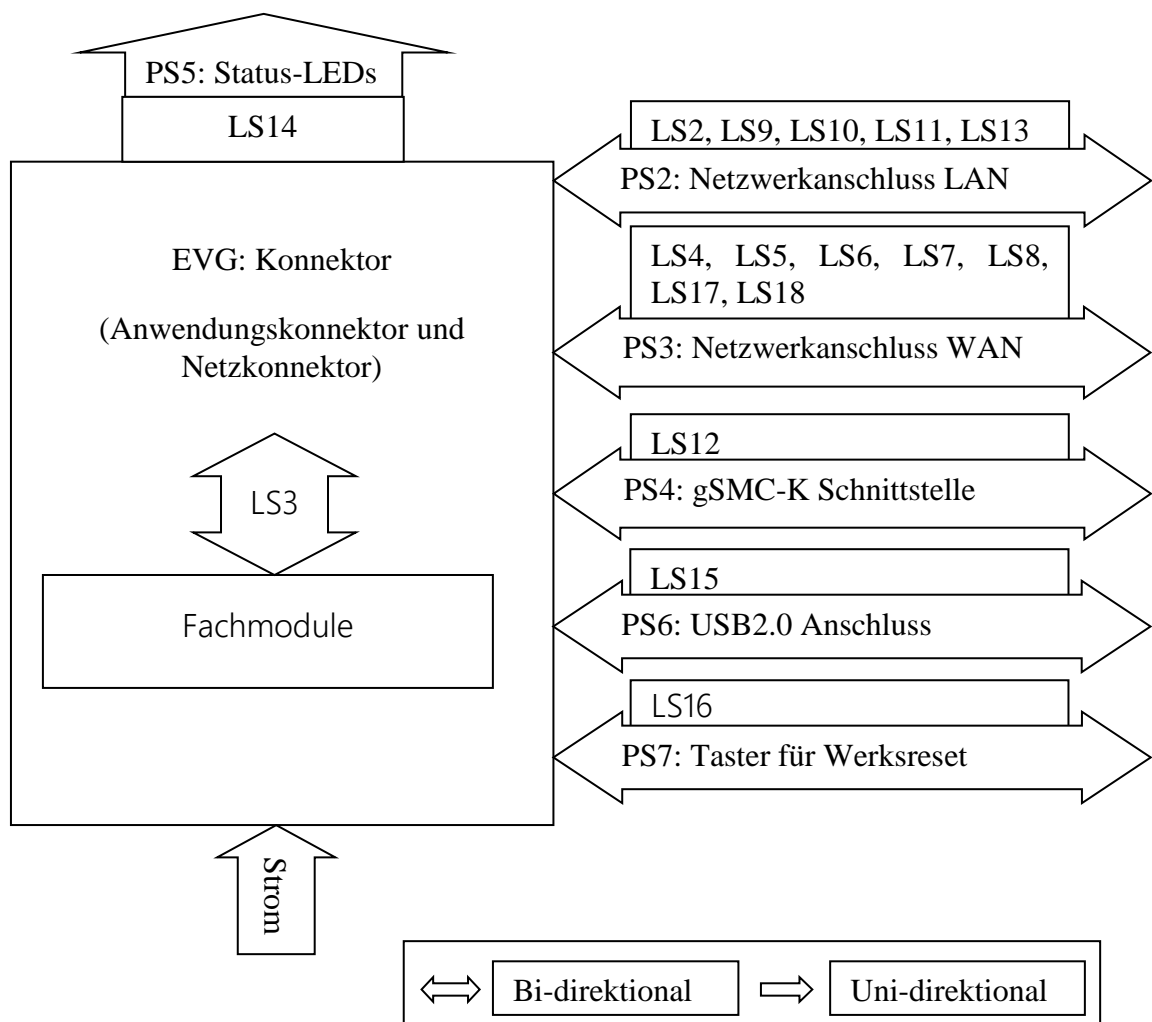 PS5: Status-LEDs
LS14
EVG: Konnektor
(Anwendungskonnektor und
Netzkonnektor)
LS3
Fachmodule
Strom
LS2, LS9, LS10, LS11, LS13
PS2: Netzwerkanschluss LAN
LS4, LS5, LS6, LS7, LS8,
LS17, LS18
PS3: Netzwerkanschluss WAN
LS12
PS4: gSMC-K Schnittstelle
LS15
PS6: USB2.0 Anschluss
LS16
PS7: Taster für Werksreset
Bi-direktional
Uni-direktional